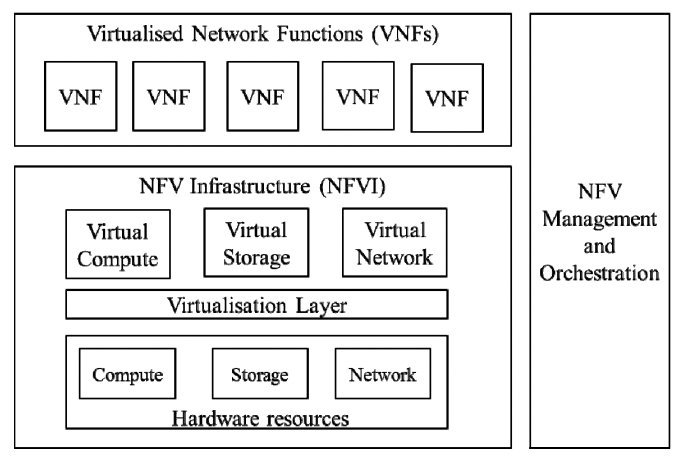 Virtualised Network Functions (VNFs)
VNF
VNF
VNF
VNF
VNF
NFV Infrastructure (NFVI)
Virtual
Compute
Virtual
Storage
Virtual
Network
Virtualisation Layer
Compute
Storage
Network
Hardware resources
NFV
Management
and
Orchestration